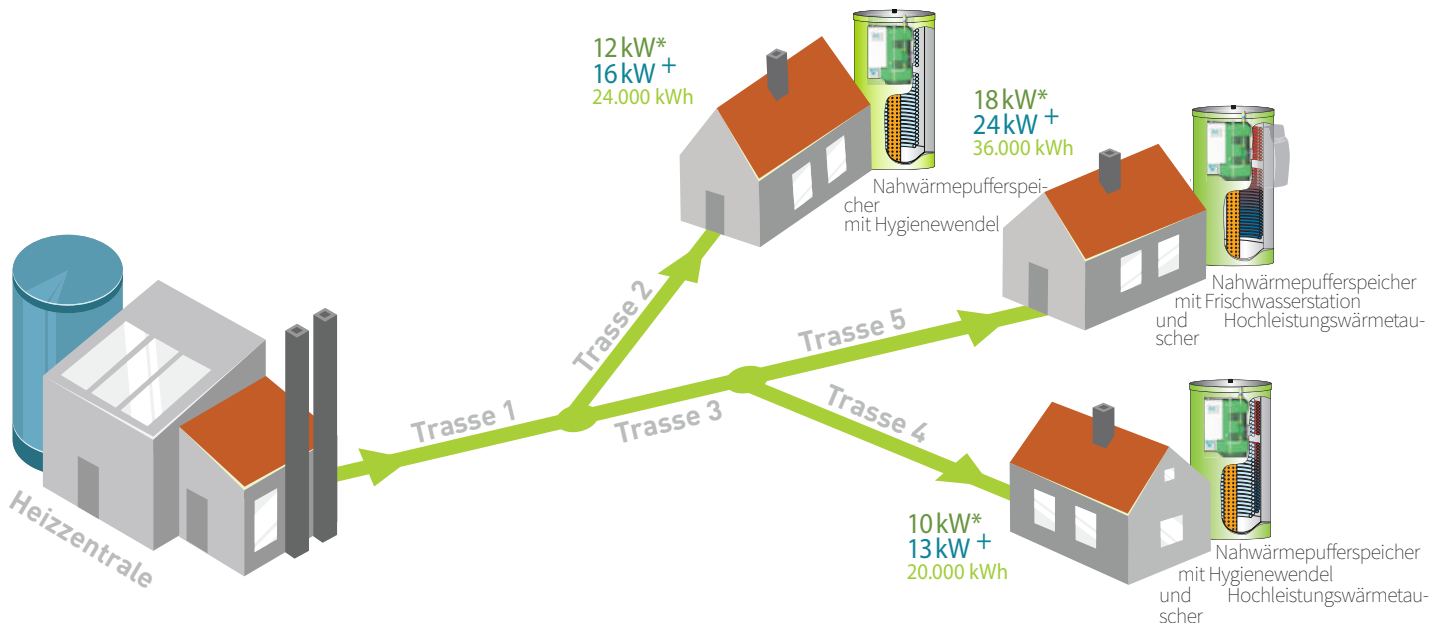 12 kW*
16 kW +
24.000 kWh
Nahwärmepufferspei-
cher
mit Hygienewendel
18 kW*
24 kW +
36.000 kWh
Nahwärmepufferspeicher
mit Frischwasserstation
und Hochleistungswärmetau-
scher
Trasse 2
Trasse 5
Trasse 1
Trasse 3
Trasse 4
Heizzentrale
10 kW*
13 kW +
20.000 kWh
Nahwärmepufferspeicher
mit Hygienewendel
und Hochleistungswärmetau-
scher